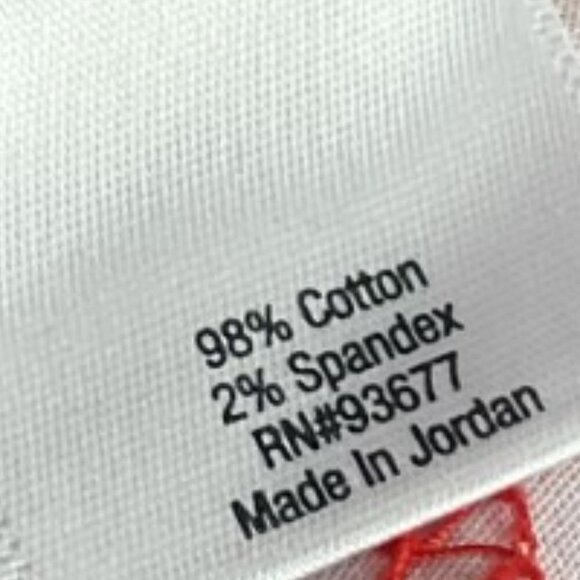 98% Cotton
2% Spandex
RN#93677
Made In Jordan